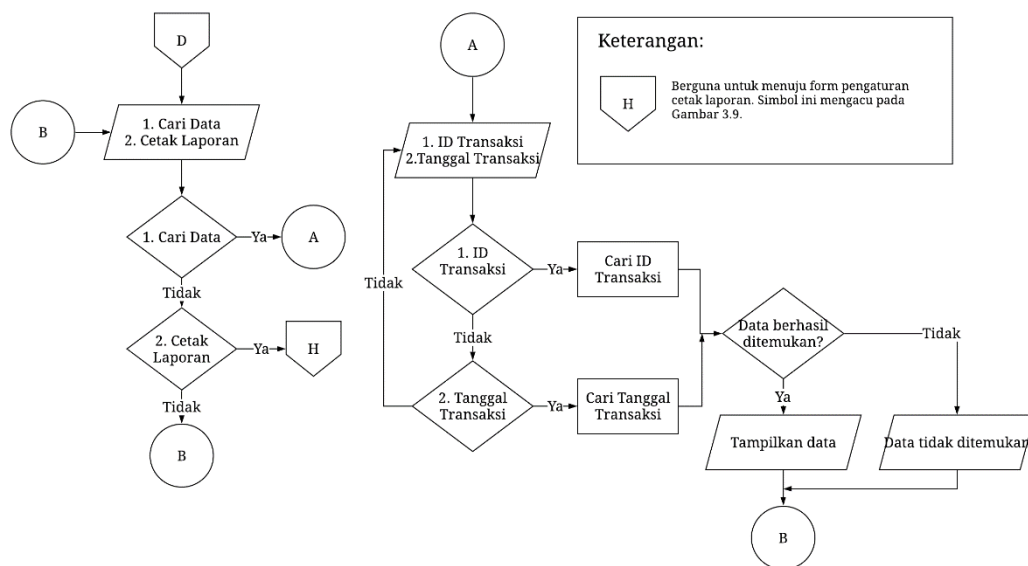 D
B
1. Cari Data
2. Cetak Laporan
1. Cari Data
Ya
A
Tidak
2. Cetak
Laporan
Ya
H
Tidak
B
A
1. ID Transaksi
2.Tanggal Transaksi
1. ID
Transaksi
Ya
Cari ID
Transaksi
Tidak
Tidak
2. Tanggal
Transaksi
Ya
Cari Tanggal
Transaksi
Data berhasil
ditemukan?
Tidak
Ya
Tampilkan data
Data tidak ditemukan
B
Keterangan:
H
Berguna untuk menuju form pengaturan
cetak laporan. Simbol ini mengacu pada
Gambar 3.9.